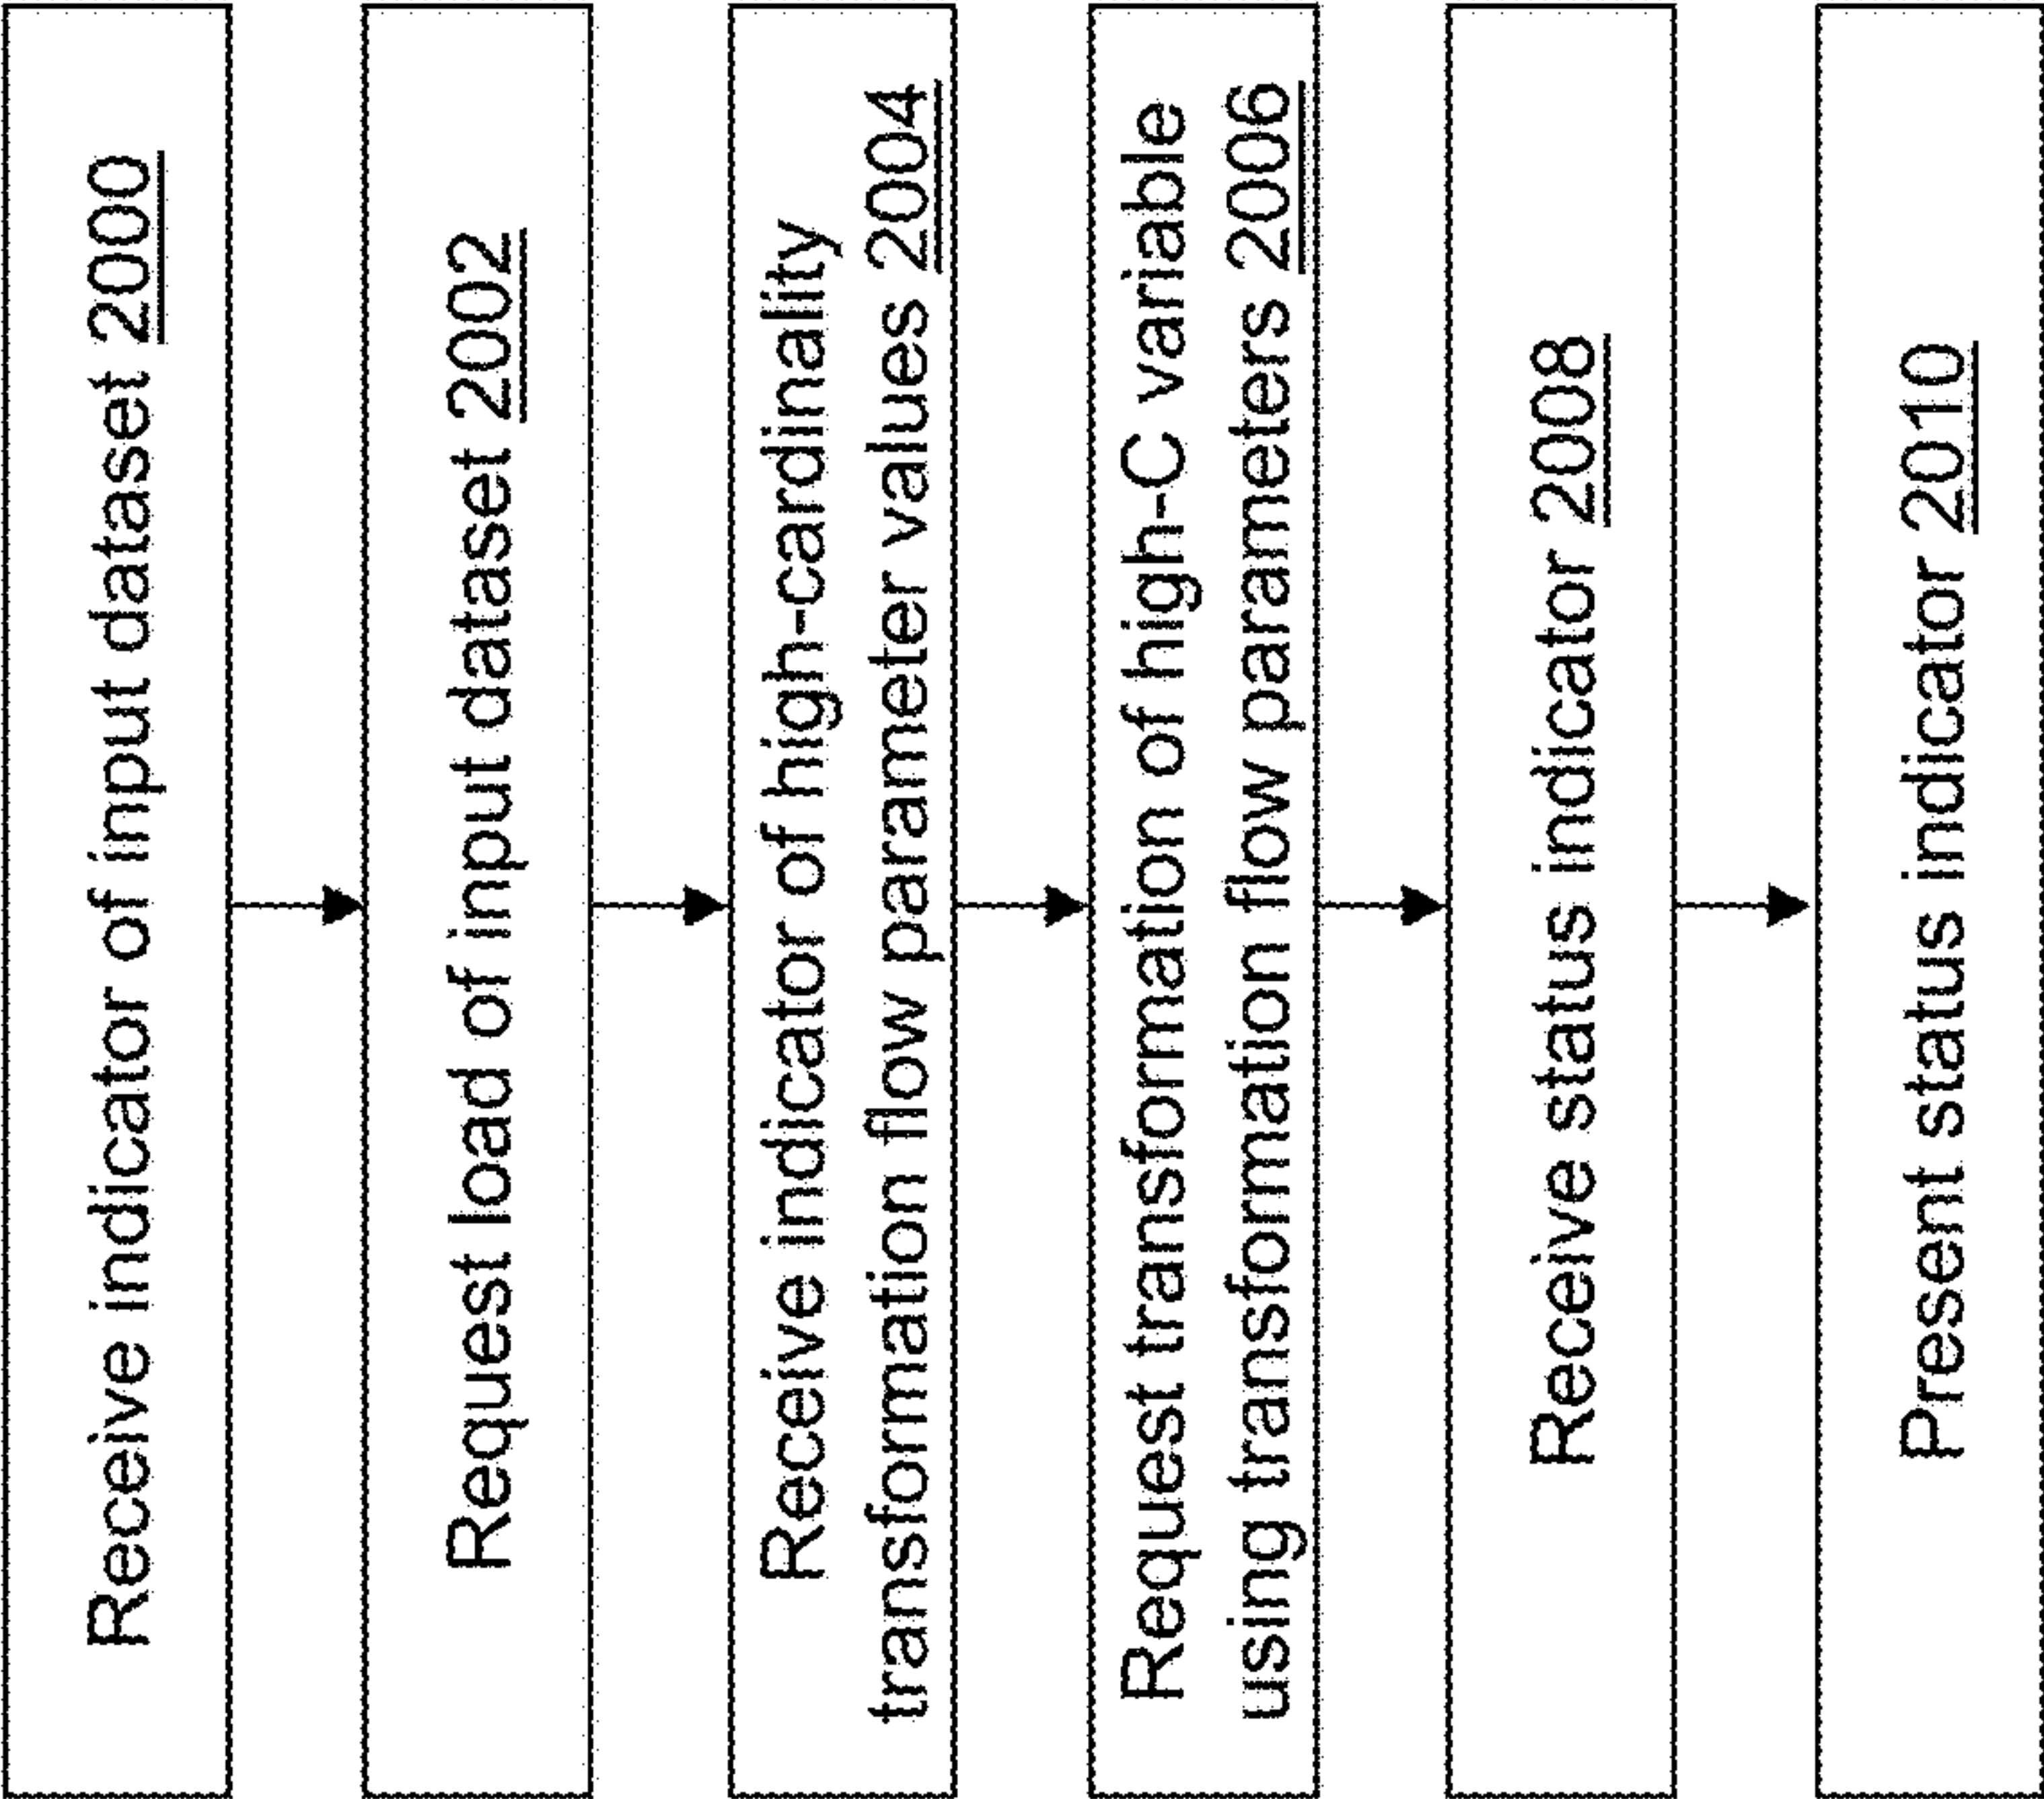 Receive indicator of input dataset 2000
Request load of input dataset 2002
Receive indicator of high-cardinality
transformation flow parameter values 2004
Request transformation of high-C variable
using transformation flow parameters 2006
Receive status indicator 2008
Present status indicator 2010